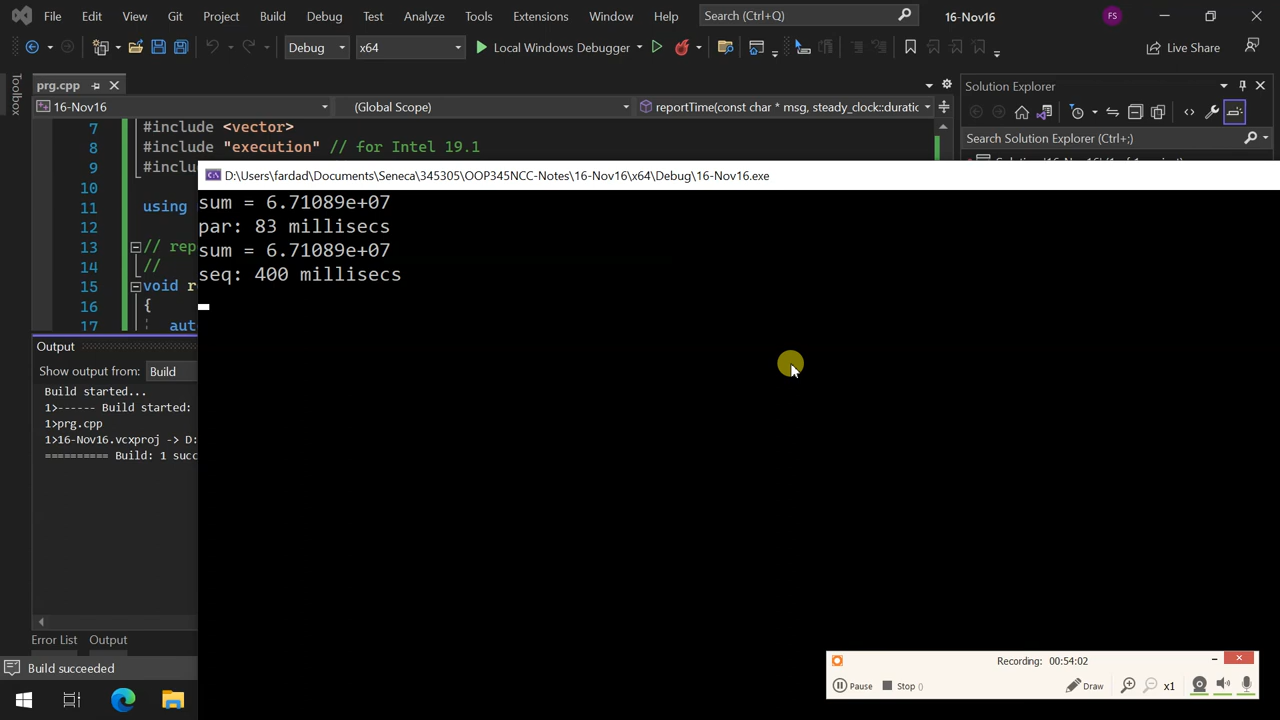 File Edit View Git Project Build Debug Test Analyze Tools Extensions Window Help Search (Ctrl+Q) 16-Nov16 FS
Debug x64 Local Windows Debugger Live Share
Toolbox
prg.cpp
16-Nov16 (Global Scope) reportTime(const char * msg, steady_clock::duratic
Solution Explorer
Search Solution Explorer (Ctrl+;)
7 #include <vector>
8 #include "execution" // for Intel 19.1
9 #inclu
10
11 using
12
13 // rep
14 //
15 void r
16 {
17 aut
D:\Users\fardad\Documents\Seneca\345305\OOP345NCC-Notes\16-Nov16\x64\Debug\16-Nov16.exe
sum = 6.71089e+07
par: 83 millisecs
sum = 6.71089e+07
seq: 400 millisecs
Output
Show output from: Build
Build started...
1>------ Build started:
1>prg.cpp
1>16-Nov16.vcxproj -> D:
========== Build: 1 succ
Error List Output
Build succeeded
Recording: 00:54:02
Pause Stop () Draw x1